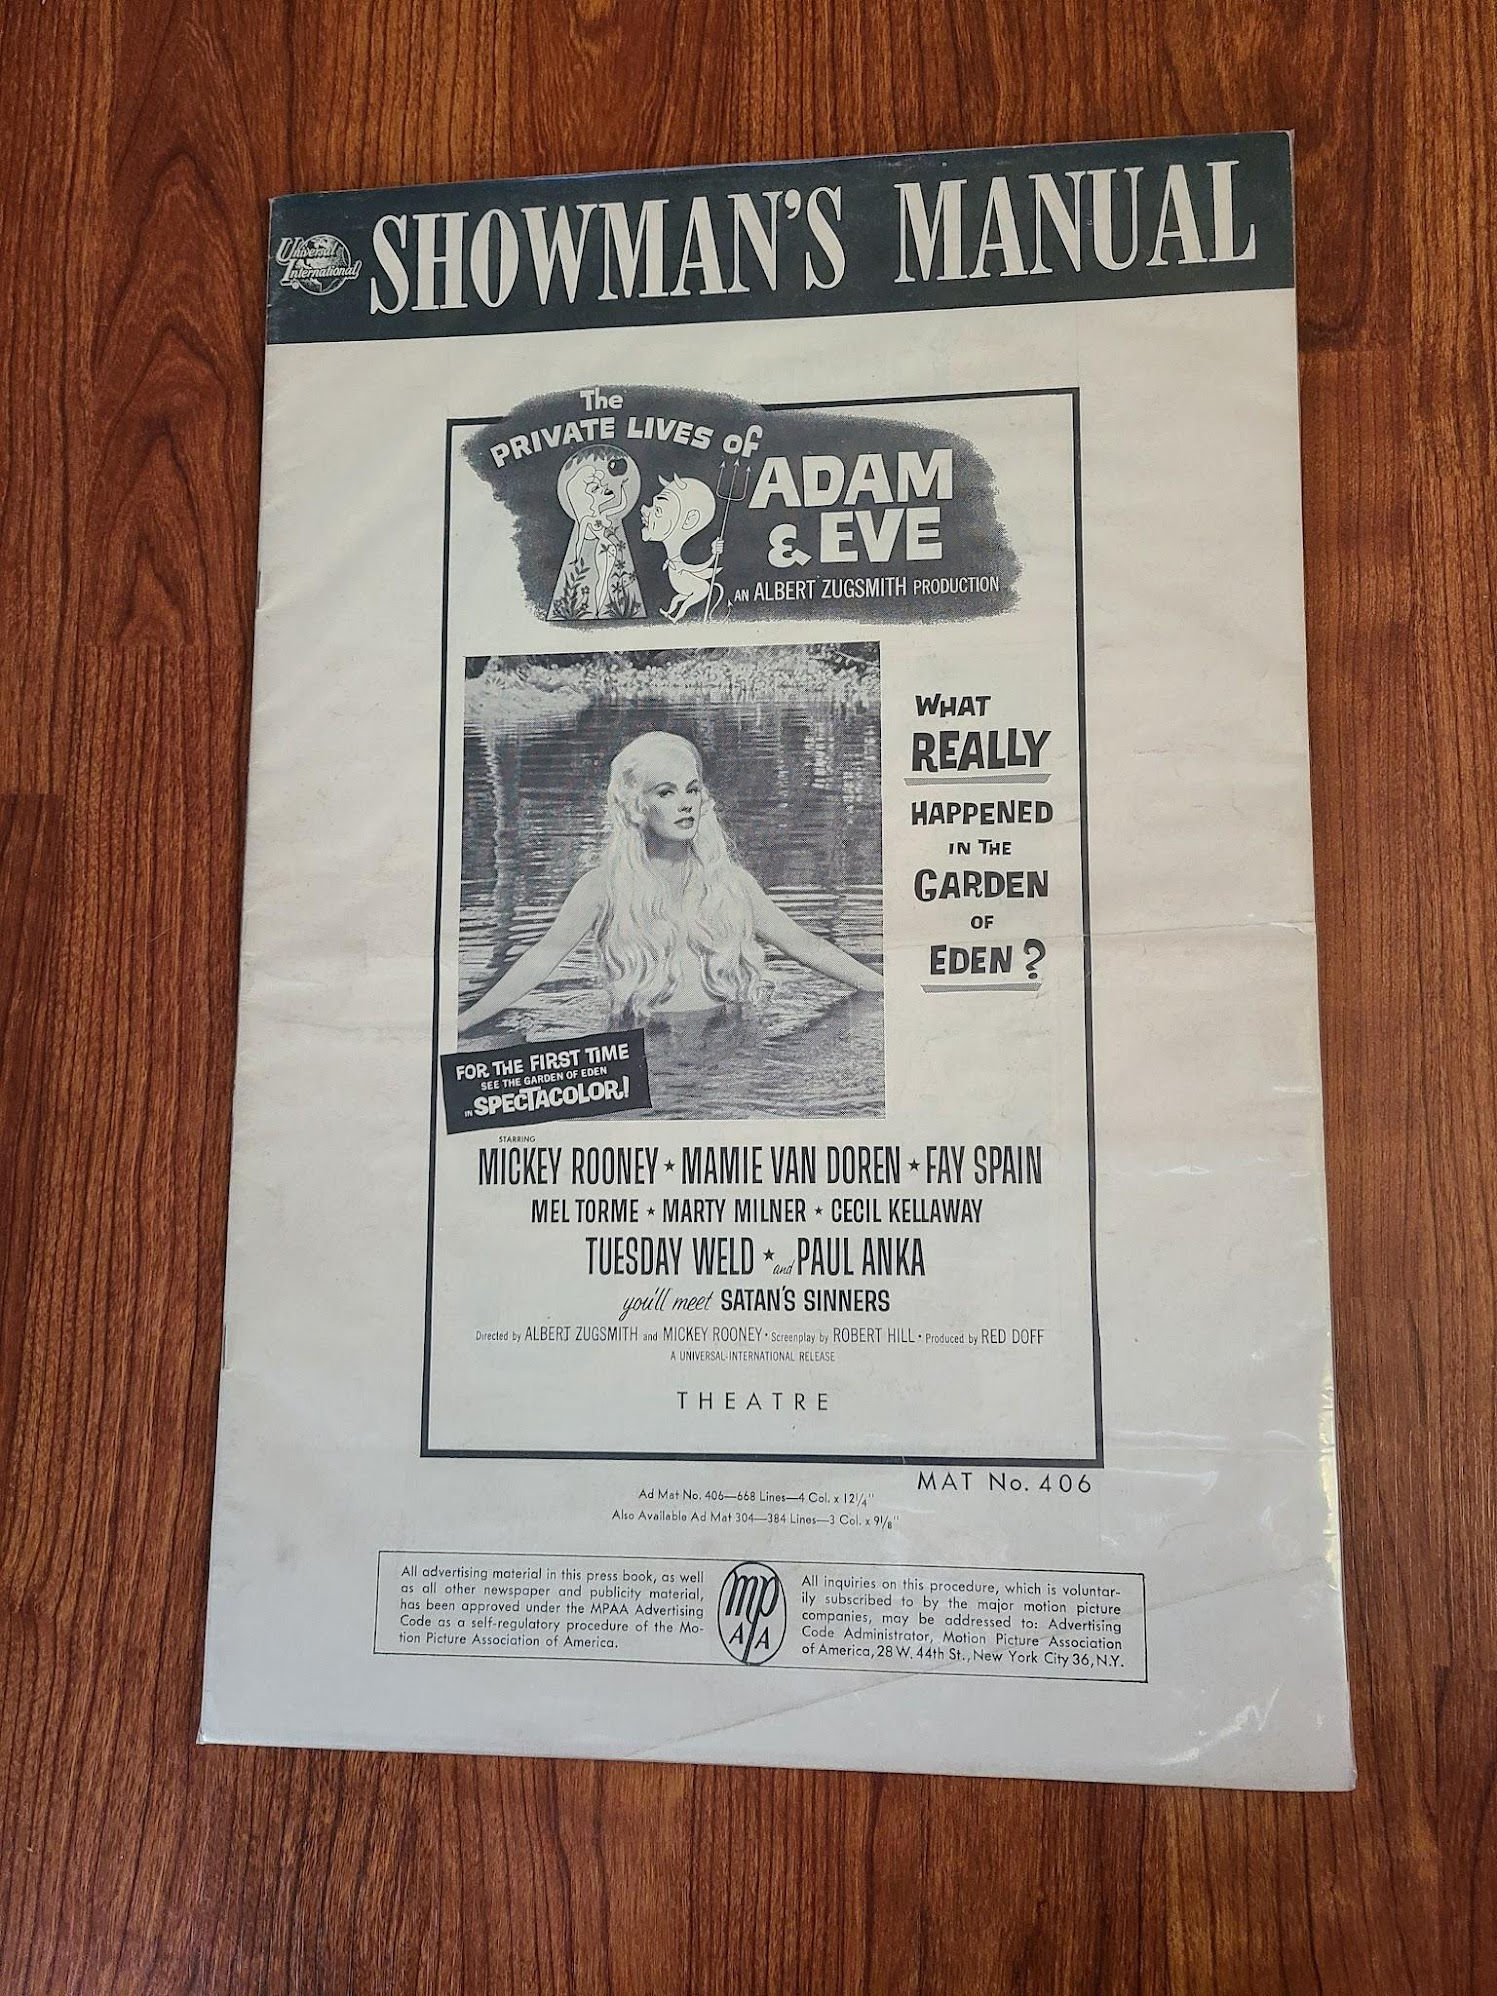 Universal
International
SHOWMAN'S MANUAL
The
PRIVATE LIVES of
ADAM
& EVE
AN ALBERT ZUGSMITH PRODUCTION
WHAT
REALLY
HAPPENED
IN THE
GARDEN
OF
EDEN?
FOR THE FIRST TIME
SEE THE GARDEN OF EDEN
IN SPECTACOLOR!
STARRING
MICKEY ROONEY ★ MAMIE VAN DOREN ★ FAY SPAIN
MEL TORME ★ MARTY MILNER ★ CECIL KELLAWAY
TUESDAY WELD ★ and PAUL ANKA
you'll meet SATAN'S SINNERS
Directed by ALBERT ZUGSMITH and MICKEY ROONEY • Screenplay by ROBERT HILL • Produced by RED DOFF
A UNIVERSAL-INTERNATIONAL RELEASE
THEATRE
MAT No. 406
Ad Mat No. 406—668 Lines—4 Col. x 12¼"
Also Available Ad Mat 304—384 Lines—3 Col. x 9⅛"
All advertising material in this press book, as well
as all other newspaper and publicity material,
has been approved under the MPAA Advertising
Code as a self-regulatory procedure of the Mo-
tion Picture Association of America.
mp
AA
All inquiries on this procedure, which is voluntar-
ily subscribed to by the major motion picture
companies, may be addressed to: Advertising
Code Administrator, Motion Picture Association
of America, 28 W. 44th St., New York City 36, N.Y.